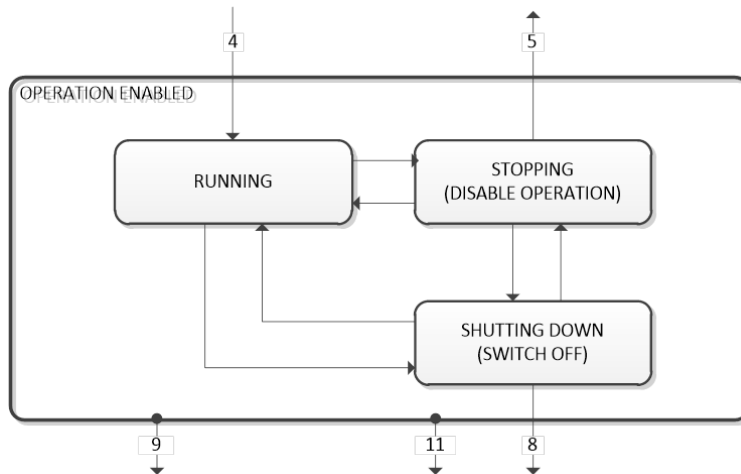 4
5
OPERATION ENABLED
RUNNING
STOPPING
(DISABLE OPERATION)
SHUTTING DOWN
(SWITCH OFF)
9
11
8